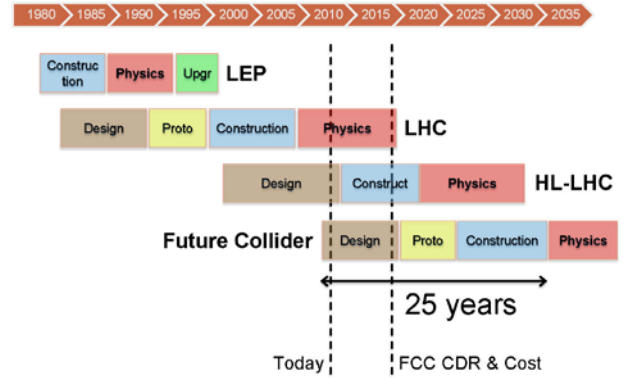 1980 1985 1990 1995 2000 2005 2010 2015 2020 2025 2030 2035
Construc
tion
Physics
Upgr
LEP
Design
Proto
Construction
Physics
LHC
Design
Construct
Physics
HL-LHC
Future Collider
Design
Proto
Construction
Physics
25 years
Today
FCC CDR & Cost